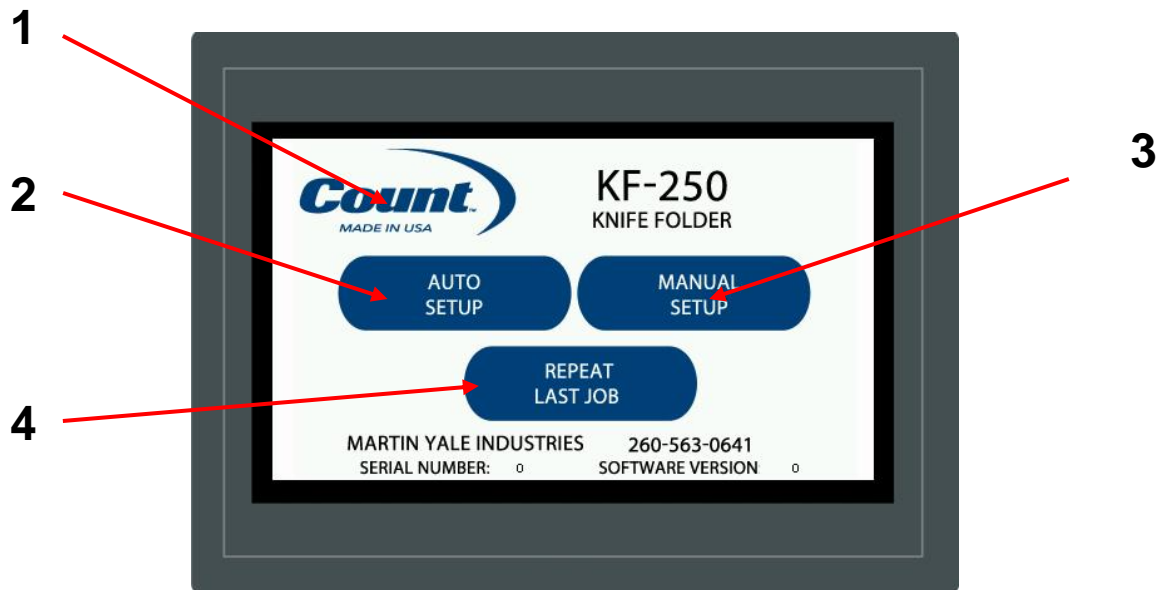 1
2
3
4
Count™
MADE IN USA
KF-250
KNIFE FOLDER
AUTO
SETUP
MANUAL
SETUP
REPEAT
LAST JOB
MARTIN YALE INDUSTRIES 260-563-0641
SERIAL NUMBER: 0 SOFTWARE VERSION 0